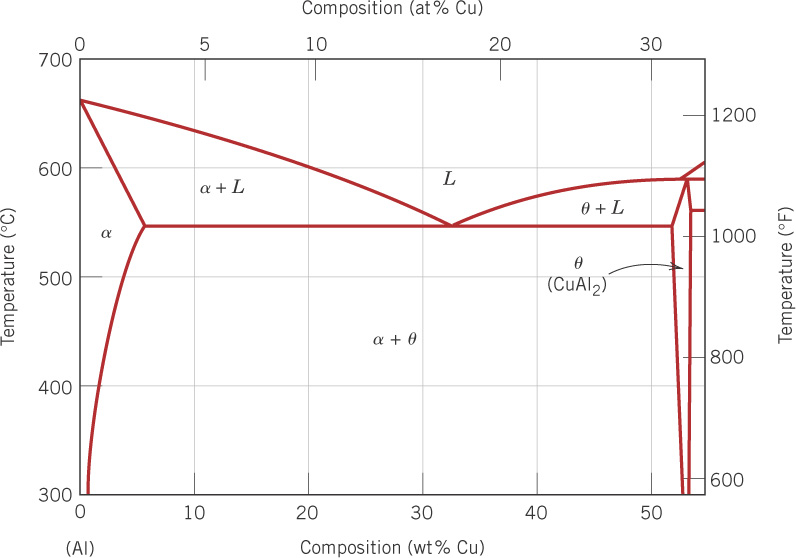 Composition (at% Cu)
0 5 10 20 30
700
1200
600
α + L
L
θ + L
α
1000
Temperature (°C)
Temperature (°F)
500
θ
(CuAl₂)
α + θ
800
400
600
300
0 10 20 30 40 50
(Al)
Composition (wt% Cu)